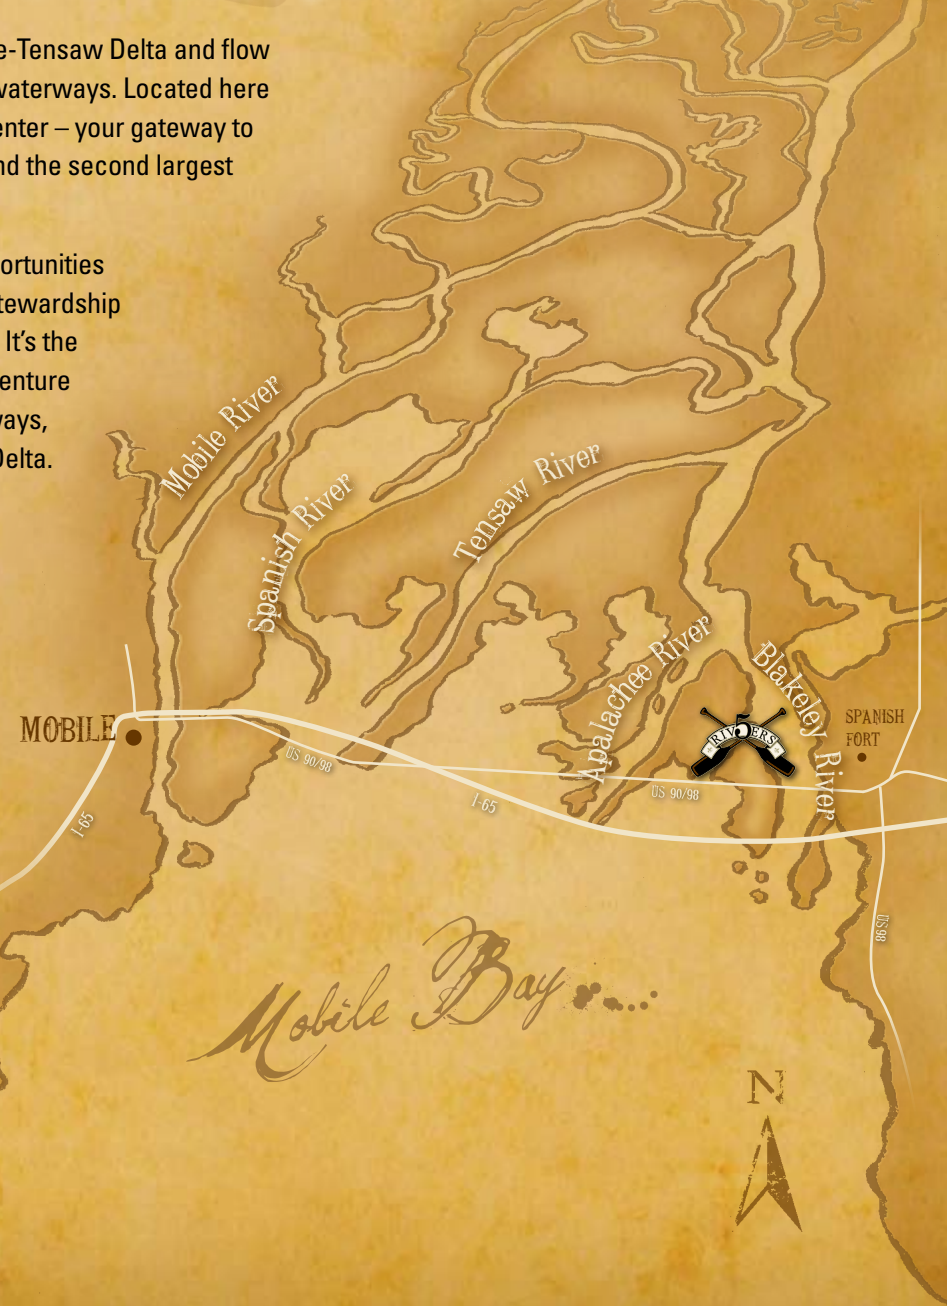 e-Tensaw Delta and flow
waterways. Located here
enter – your gateway to
nd the second largest
ortunities
tewardship
It's the
enture
ways,
Delta.
Mobile River
Spanish River
Tensaw River
Apalachee River
Blakeley River
5 RIVERS
MOBILE
SPANISH
FORT
US 90/98
US 90/98
I-65
I-65
US 98
Mobile Bay
N